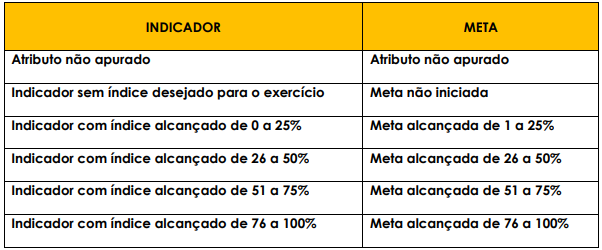 INDICADOR META
Atributo não apurado Atributo não apurado
Indicador sem índice desejado para o exercício Meta não iniciada
Indicador com índice alcançado de 0 a 25% Meta alcançada de 1 a 25%
Indicador com índice alcançado de 26 a 50% Meta alcançada de 26 a 50%
Indicador com índice alcançado de 51 a 75% Meta alcançada de 51 a 75%
Indicador com índice alcançado de 76 a 100% Meta alcançada de 76 a 100%